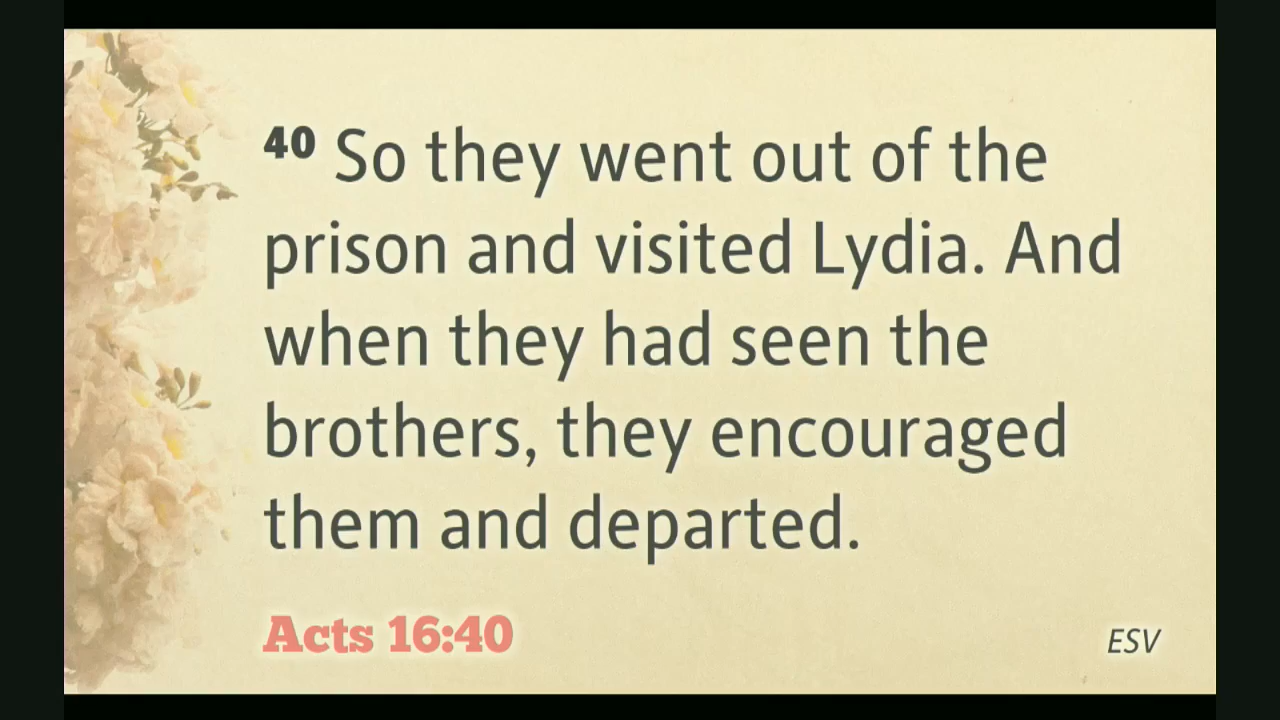 40 So they went out of the
prison and visited Lydia. And
when they had seen the
brothers, they encouraged
them and departed.
Acts 16:40
ESV